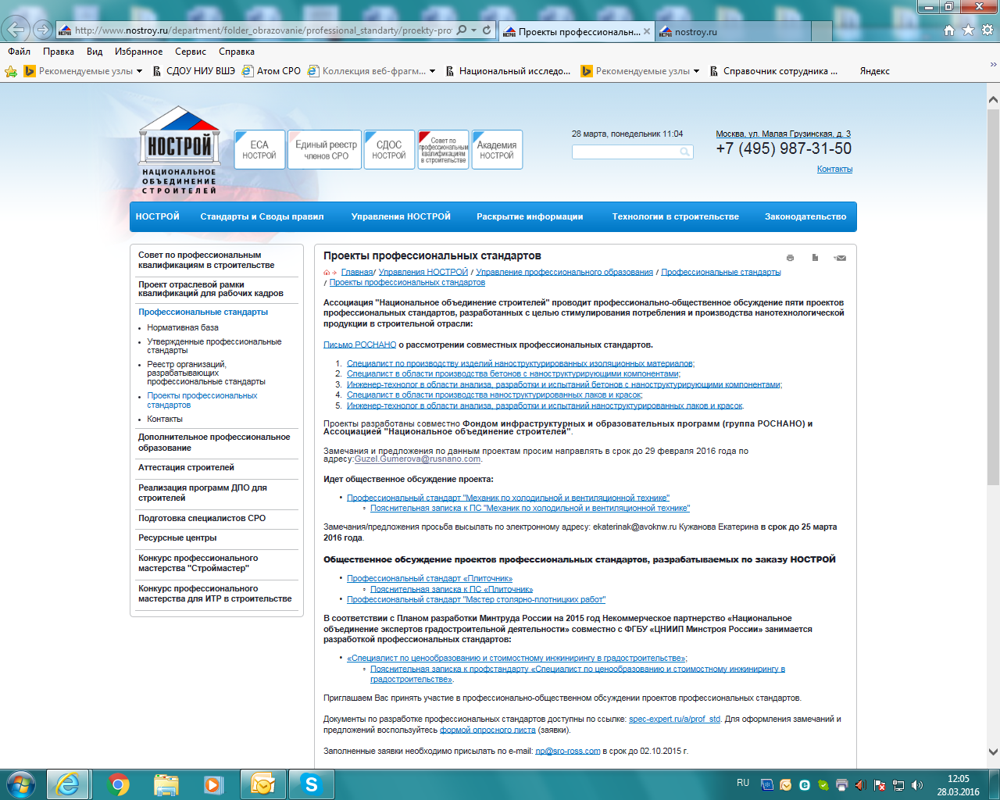 http://www.nostroy.ru/department/folder_obrazovanie/professional_standarty/proekty-pro
Проекты профессиональн...
nostroy.ru
Файл Правка Вид Избранное Сервис Справка
Рекомендуемые узлы СДОУ НИУ ВШЭ Атом СРО Коллекция веб-фрагм... Национальный исследо... Рекомендуемые узлы Справочник сотрудника ... Яндекс
НОСТРОЙ
НАЦИОНАЛЬНОЕ
ОБЪЕДИНЕНИЕ
СТРОИТЕЛЕЙ
ЕСА
НОСТРОЙ
Единый реестр
членов СРО
СДОС
НОСТРОЙ
Совет по
профессиональным
квалификациям
в строительстве
Академия
НОСТРОЙ
28 марта, понедельник 11:04
Москва, ул. Малая Грузинская, д. 3
+7 (495) 987-31-50
Контакты
НОСТРОЙ Стандарты и Своды правил Управления НОСТРОЙ Раскрытие информации Технологии в строительстве Законодательство
Совет по профессиональным
квалификациям в строительстве
Проект отраслевой рамки
квалификаций для рабочих кадров
Профессиональные стандарты
• Нормативная база
• Утвержденные профессиональные
стандарты
• Реестр организаций,
разрабатывающих
профессиональные стандарты
• Проекты профессиональных
стандартов
• Контакты
Дополнительное профессиональное
образование
Аттестация строителей
Реализация программ ДПО для
строителей
Подготовка специалистов СРО
Ресурсные центры
Конкурс профессионального
мастерства "Строймастер"
Конкурс профессионального
мастерства для ИТР в строительстве
Проекты профессиональных стандартов
Главная/ Управления НОСТРОЙ / Управление профессионального образования / Профессиональные стандарты
/ Проекты профессиональных стандартов
Ассоциация "Национальное объединение строителей" проводит профессионально-общественное обсуждение пяти проектов
профессиональных стандартов, разработанных с целью стимулирования потребления и производства нанотехнологической
продукции в строительной отрасли:
Письмо РОСНАНО о рассмотрении совместных профессиональных стандартов.
1. Специалист по производству изделий наноструктурированных изоляционных материалов;
2. Специалист в области производства бетонов с наноструктурирующими компонентами;
3. Инженер-технолог в области анализа, разработки и испытаний бетонов с наноструктурирующими компонентами;
4. Специалист в области производства наноструктурированных лаков и красок;
5. Инженер-технолог в области анализа, разработки и испытаний наноструктурированных лаков и красок.
Проекты разработаны совместно Фондом инфраструктурных и образовательных программ (группа РОСНАНО) и
Ассоциацией "Национальное объединение строителей".
Замечания и предложения по данным проектам просим направлять в срок до 29 февраля 2016 года по
адресу:Guzel.Gumerova@rusnano.com.
Идет общественное обсуждение проекта:
• Профессиональный стандарт "Механик по холодильной и вентиляционной технике"
◦ Пояснительная записка к ПС "Механик по холодильной и вентиляционной технике"
Замечания/предложения просьба высылать по электронному адресу: ekaterinak@avoknw.ru Кужанова Екатерина в срок до 25 марта
2016 года.
Общественное обсуждение проектов профессиональных стандартов, разрабатываемых по заказу НОСТРОЙ
• Профессиональный стандарт «Плиточник»
◦ Пояснительная записка к ПС «Плиточник»
• Профессиональный стандарт "Мастер столярно-плотницких работ"
В соответствии с Планом разработки Минтруда России на 2015 год Некоммерческое партнерство «Национальное
объединение экспертов градостроительной деятельности» совместно с ФГБУ «ЦНИИП Минстроя России» занимается
разработкой профессиональных стандартов:
• «Специалист по ценообразованию и стоимостному инжинирингу в градостроительстве»;
◦ Пояснительная записка к профстандарту «Специалист по ценообразованию и стоимостному инжинирингу в
градостроительстве».
Приглашаем Вас принять участие в профессионально-общественном обсуждении проектов профессиональных стандартов.
Документы по разработке профессиональных стандартов доступны по ссылке: spec-expert.ru/a/prof_std. Для оформления замечаний и
предложений воспользуйтесь формой опросного листа (заявки).
Заполненные заявки необходимо присылать по e-mail: np@sro-ross.com в срок до 02.10.2015 г.
RU
12:05
28.03.2016